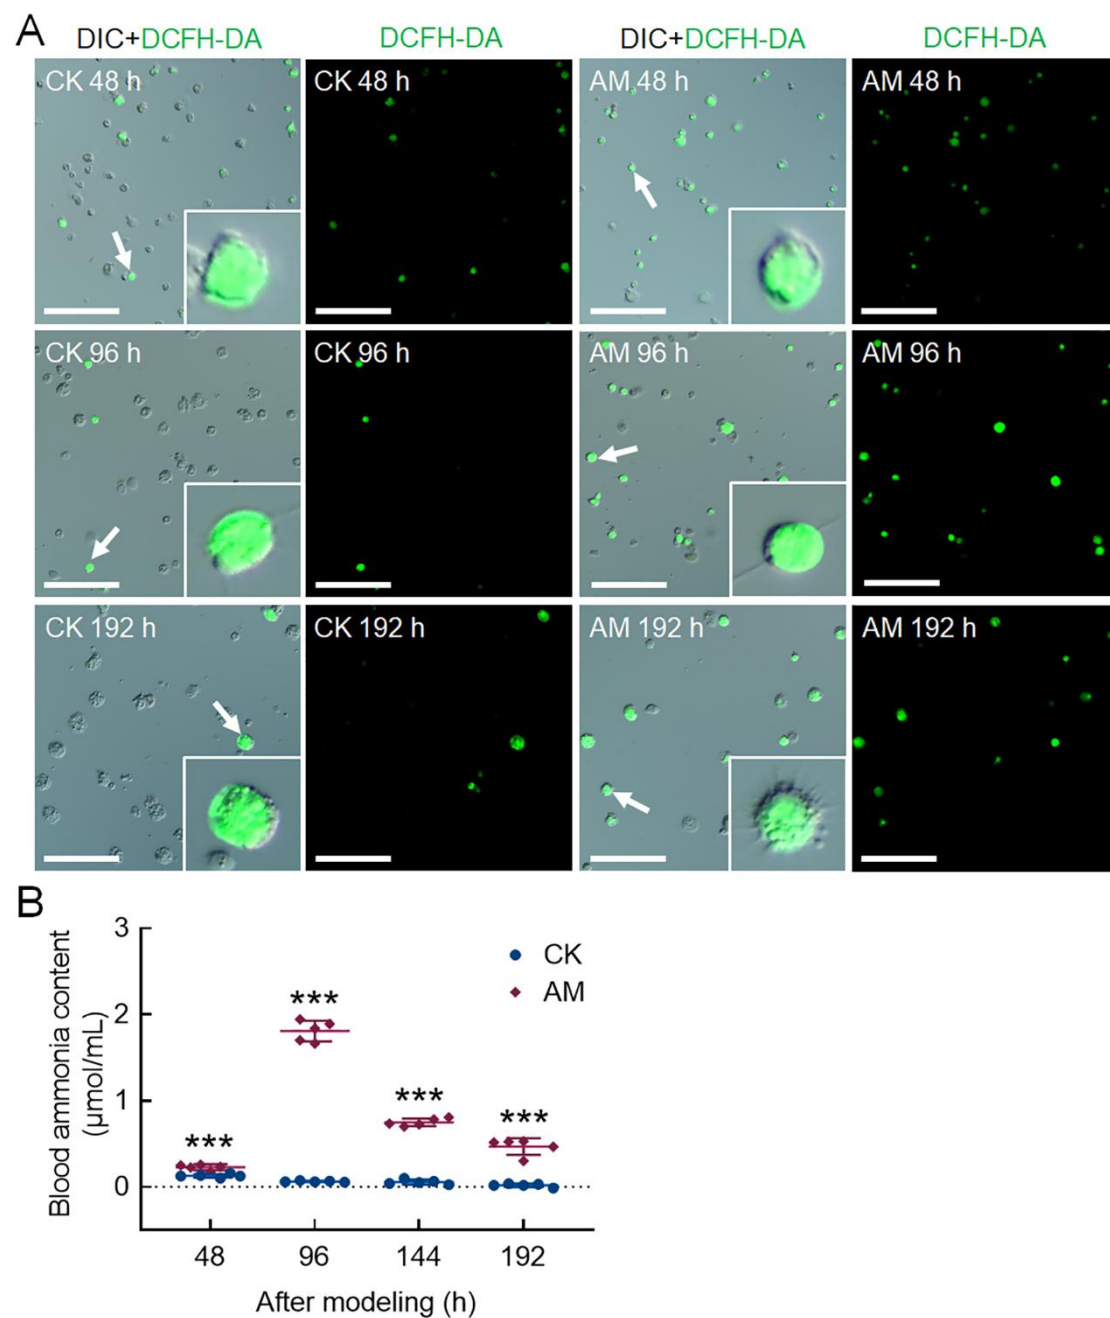 A
DIC+DCFH-DA DCFH-DA DIC+DCFH-DA DCFH-DA
CK 48 h CK 48 h AM 48 h AM 48 h
CK 96 h CK 96 h AM 96 h AM 96 h
CK 192 h CK 192 h AM 192 h AM 192 h
B
Blood ammonia content
(μmol/mL)
3
2
1
0
CK
AM
***
***
***
***
48 96 144 192
After modeling (h)